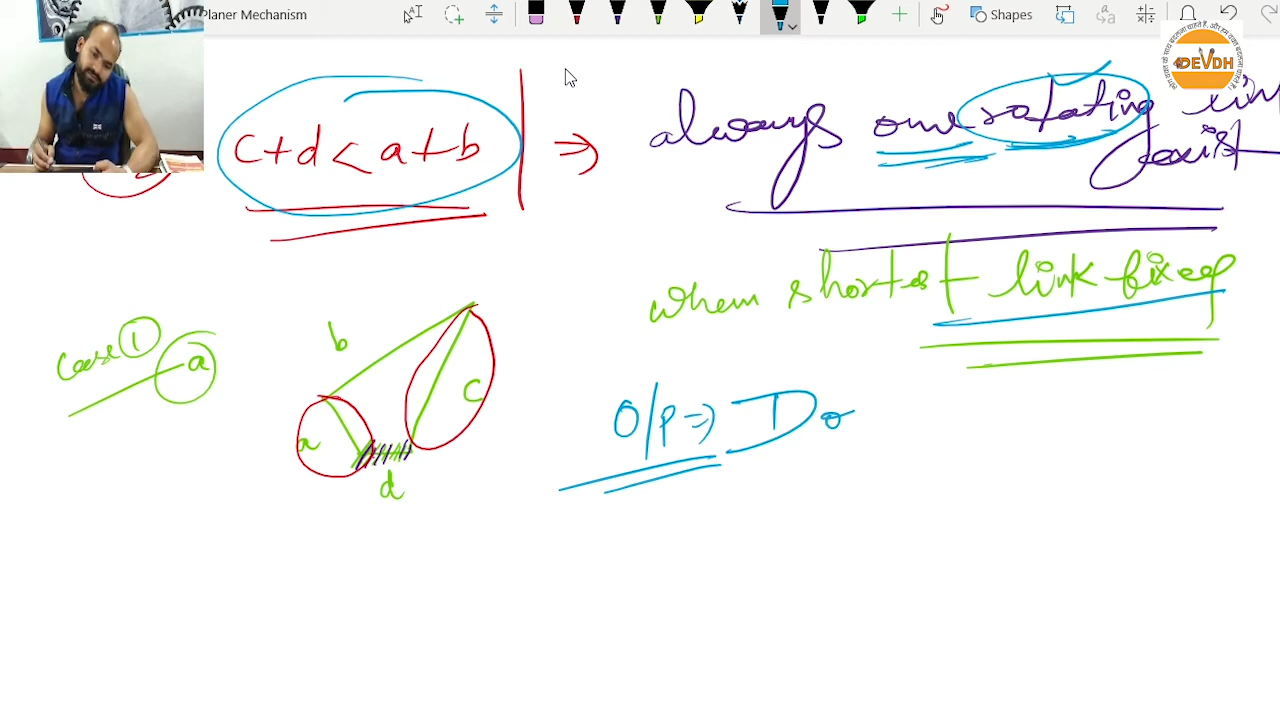 Planer Mechanism
Shapes
DEVDH
c+d < a+b ⇒ always one rotating link
exist
when shortest link fixed
Case ① a
b
a
c
d
O/P ⇒ Do